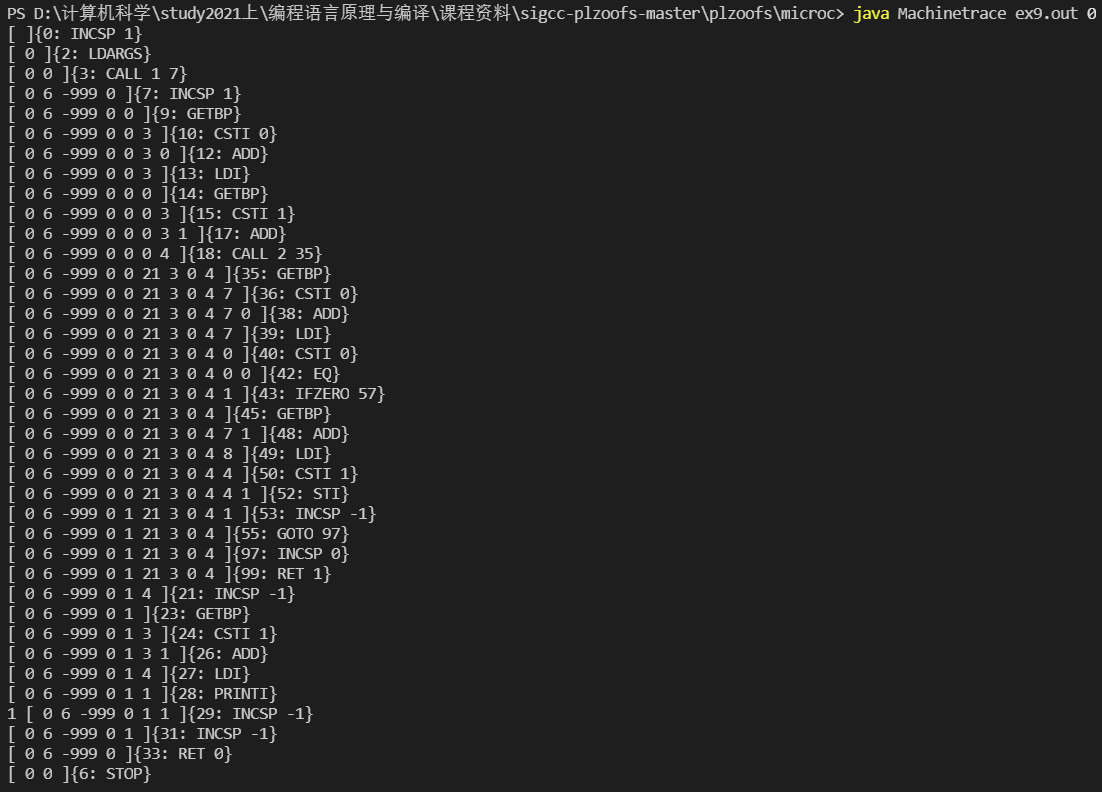 PS D:\计算机科学\study2021上\编程语言原理与编译\课程资料\sigcc-plzoofs-master\plzoofs\microc> java Machinetrace ex9.out 0
[ ]{0: INCSP 1}
[ 0 ]{2: LDARGS}
[ 0 0 ]{3: CALL 1 7}
[ 0 6 -999 0 ]{7: INCSP 1}
[ 0 6 -999 0 0 ]{9: GETBP}
[ 0 6 -999 0 0 3 ]{10: CSTI 0}
[ 0 6 -999 0 0 3 0 ]{12: ADD}
[ 0 6 -999 0 0 3 ]{13: LDI}
[ 0 6 -999 0 0 0 ]{14: GETBP}
[ 0 6 -999 0 0 0 3 ]{15: CSTI 1}
[ 0 6 -999 0 0 0 3 1 ]{17: ADD}
[ 0 6 -999 0 0 0 4 ]{18: CALL 2 35}
[ 0 6 -999 0 0 21 3 0 4 ]{35: GETBP}
[ 0 6 -999 0 0 21 3 0 4 7 ]{36: CSTI 0}
[ 0 6 -999 0 0 21 3 0 4 7 0 ]{38: ADD}
[ 0 6 -999 0 0 21 3 0 4 7 ]{39: LDI}
[ 0 6 -999 0 0 21 3 0 4 0 ]{40: CSTI 0}
[ 0 6 -999 0 0 21 3 0 4 0 0 ]{42: EQ}
[ 0 6 -999 0 0 21 3 0 4 1 ]{43: IFZERO 57}
[ 0 6 -999 0 0 21 3 0 4 ]{45: GETBP}
[ 0 6 -999 0 0 21 3 0 4 7 1 ]{48: ADD}
[ 0 6 -999 0 0 21 3 0 4 8 ]{49: LDI}
[ 0 6 -999 0 0 21 3 0 4 4 ]{50: CSTI 1}
[ 0 6 -999 0 0 21 3 0 4 4 1 ]{52: STI}
[ 0 6 -999 0 1 21 3 0 4 1 ]{53: INCSP -1}
[ 0 6 -999 0 1 21 3 0 4 ]{55: GOTO 97}
[ 0 6 -999 0 1 21 3 0 4 ]{97: INCSP 0}
[ 0 6 -999 0 1 21 3 0 4 ]{99: RET 1}
[ 0 6 -999 0 1 4 ]{21: INCSP -1}
[ 0 6 -999 0 1 ]{23: GETBP}
[ 0 6 -999 0 1 3 ]{24: CSTI 1}
[ 0 6 -999 0 1 3 1 ]{26: ADD}
[ 0 6 -999 0 1 4 ]{27: LDI}
[ 0 6 -999 0 1 1 ]{28: PRINTI}
1 [ 0 6 -999 0 1 1 ]{29: INCSP -1}
[ 0 6 -999 0 1 ]{31: INCSP -1}
[ 0 6 -999 0 ]{33: RET 0}
[ 0 0 ]{6: STOP}